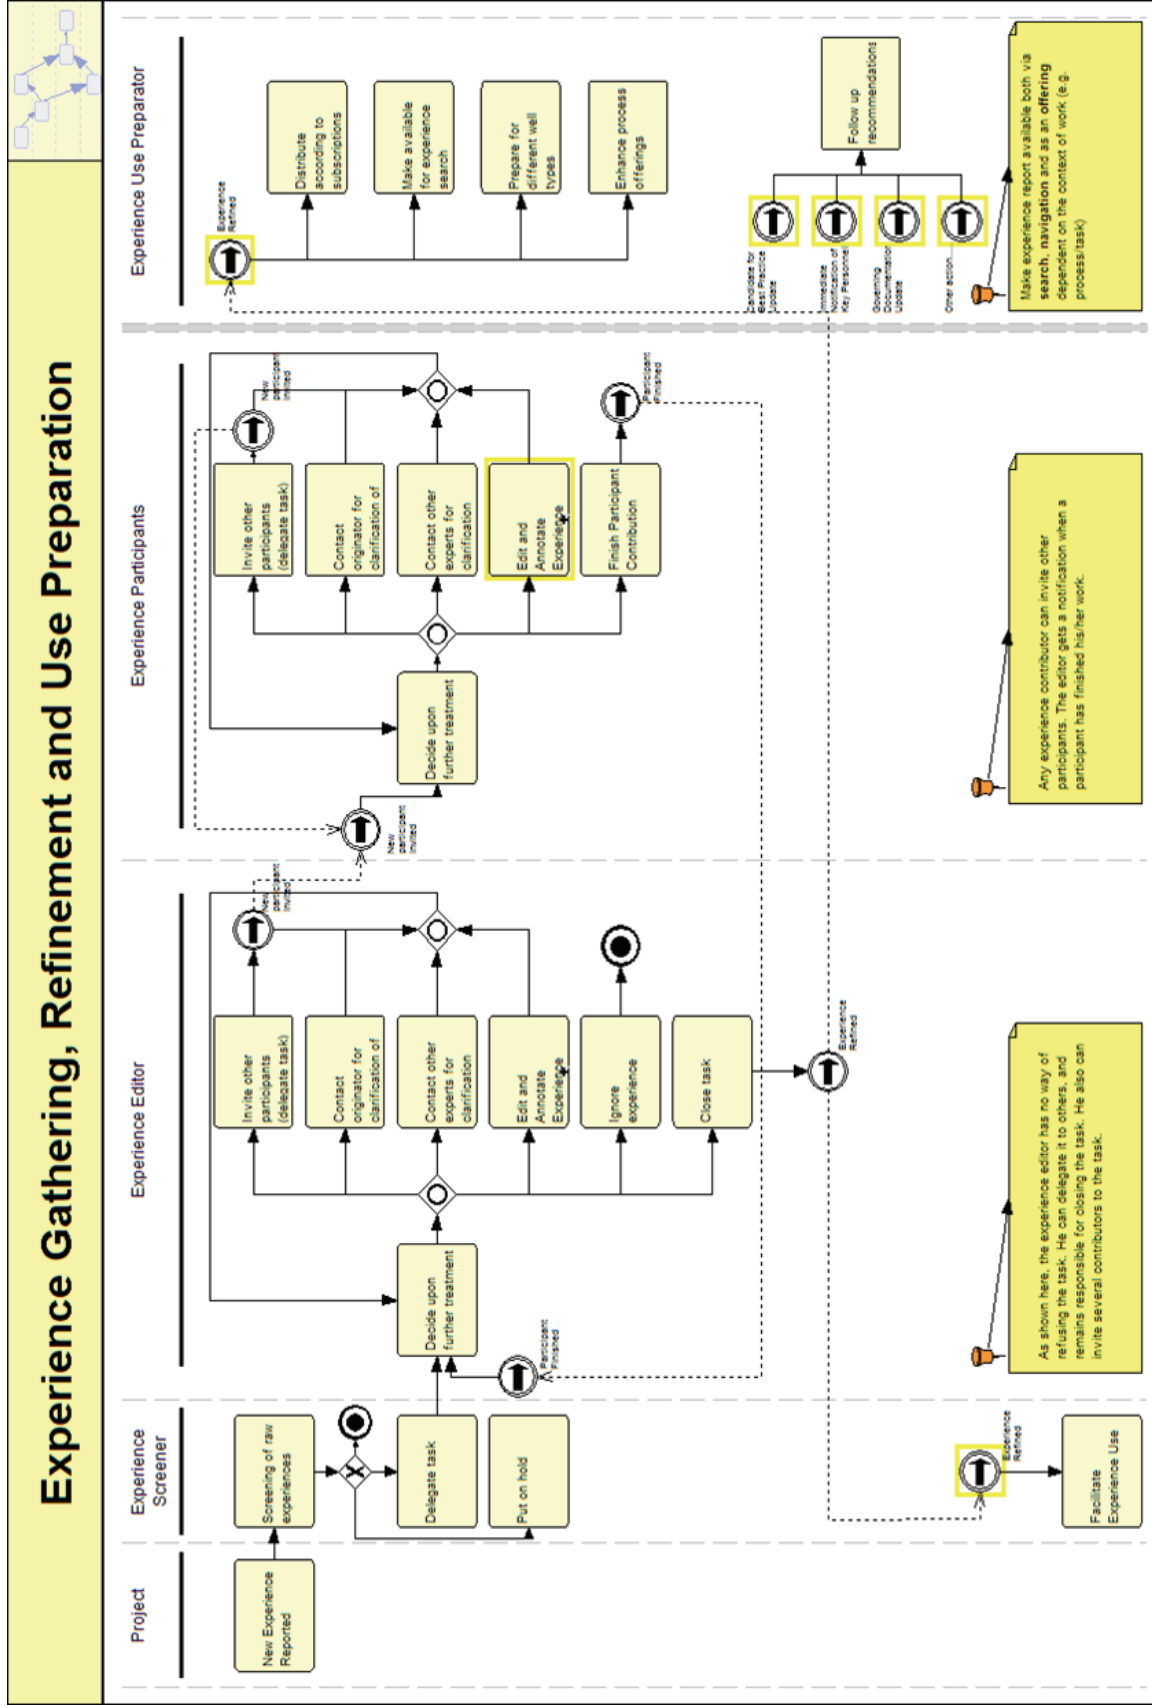 Experience Gathering, Refinement and Use Preparation
Project
Experience
Screener
Experience Editor
Experience Participants
Experience Use Preparator
New Experience
Reported
Screening of raw
experiences
Delegate task
Put on hold
Experience
Refined
Facilitate
Experience Use
Participant
Finished
Decide upon
further treatment
Invite other
participants
(delegate task)
Contact
originator for
clarification of
Contact other
experts for
clarification
Edit and
Annotate
Experience
Ignore
experience
Close task
New
participant
invited
Experience
Refined
As shown here, the experience editor has no way of
refusing the task. He can delegate it to others, and
remains responsible for closing the task. He also can
invite several contributors to the task.
New
participant
invited
Decide upon
further treatment
Invite other
participants
(delegate task)
Contact
originator for
clarification of
Contact other
experts for
clarification
Edit and
Annotate
Experience
Finish Participant
Contribution
New
participant
invited
Participant
Finished
Any experience contributor can invite other
participants. The editor gets a notification when a
participant has finished his/her work.
Experience
Refined
Distribute
according to
subscriptions
Make available
for experience
search
Prepare for
different well
types
Enhance process
offerings
Candidate for
Best Practice
Update
Immediate
Notification of
Key Personnel
Governing
Documentation
Update
Other action...
Follow up
recommendations
Make experience report available both via
search, navigation and as an offering
dependent on the context of work (e.g.
process/task)